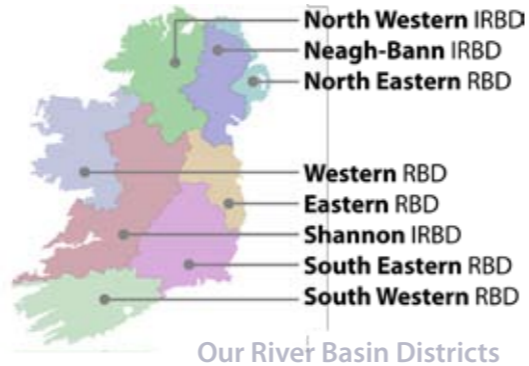 North Western IRBD
Neagh-Bann IRBD
North Eastern RBD
Western RBD
Eastern RBD
Shannon IRBD
South Eastern RBD
South Western RBD
Our River Basin Districts